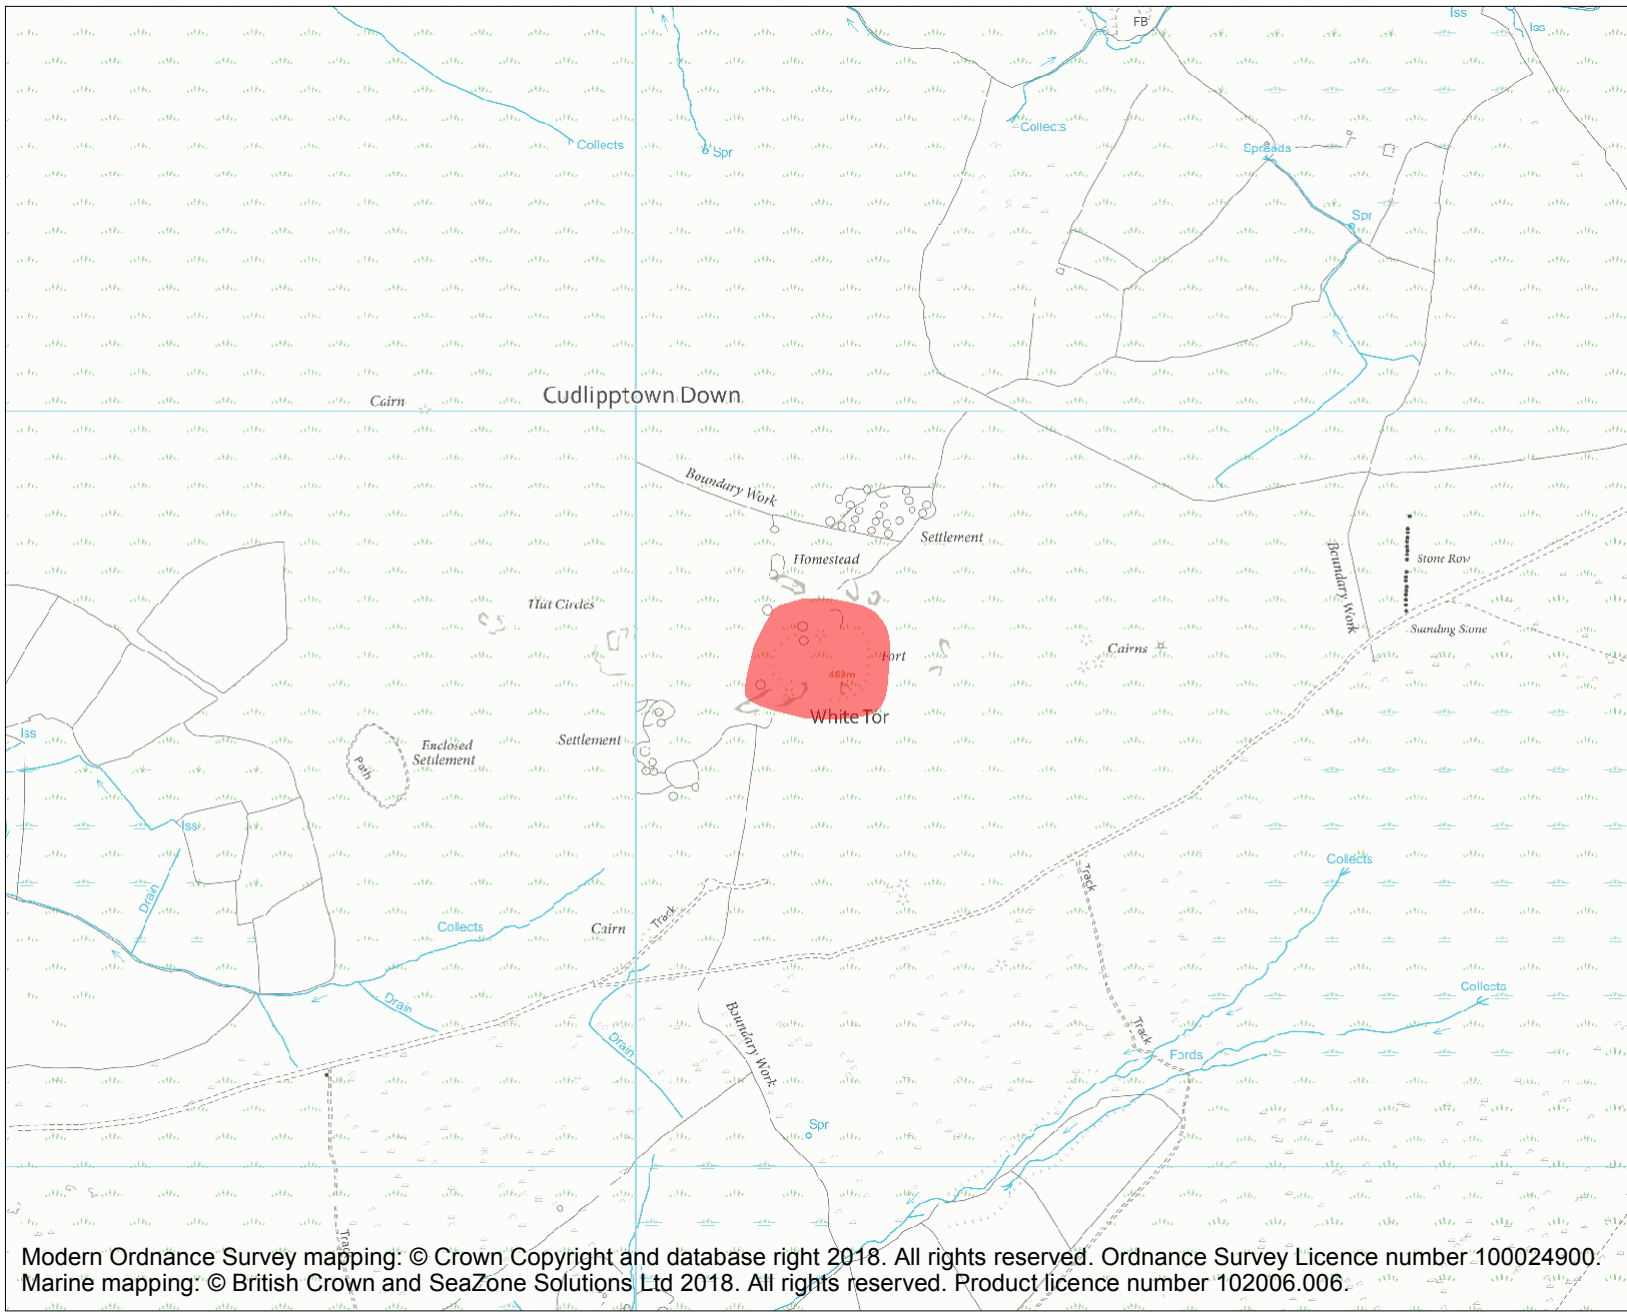 FB
Iss
Iss
Collects
Spr
Collects
Spreads
Spr
Cairn
Cudlipptown Down
Boundary Work
Settlement
Homestead
Boundary Work
Stone Row
Hut Circles
Standing Stone
Cairns
Fort
463m
White Tor
Iss
Settlement
Enclosed
Settlement
Path
Iss
Collects
Track
Drain
Collects
Cairn
Track
Collects
Drain
Boundary Work
Track
Drain
Fords
Spr
Track
Modern Ordnance Survey mapping: © Crown Copyright and database right 2018. All rights reserved. Ordnance Survey Licence number 100024900.
Marine mapping: © British Crown and SeaZone Solutions Ltd 2018. All rights reserved. Product licence number 102006.006.